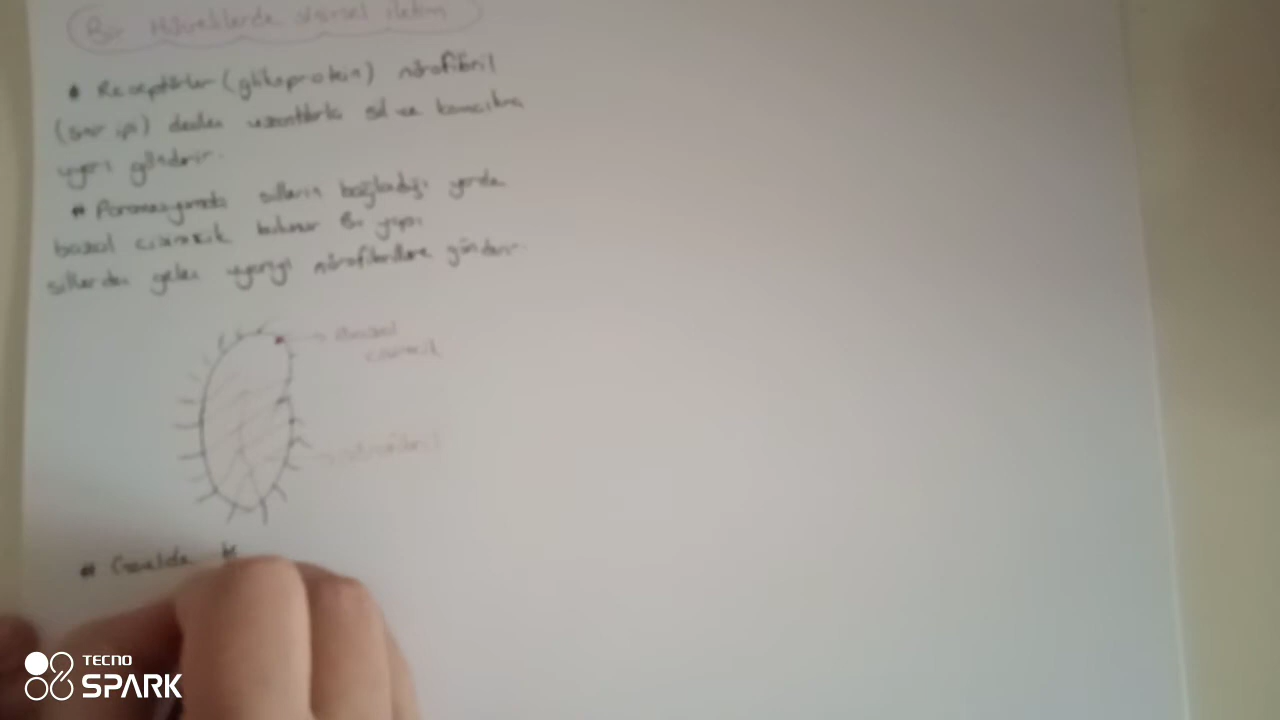 Bir Hücrelilerde sinirsel iletim
* Reseptörler (glikoprotein) nörofibril
(sinir ipi) denilen uzantılarla sil ve kamçılara
uyarı gönderir.
* Paramesyumda sillerin bağlandığı yerde
bazal cisimcik bulunur Bu yapı
sillerden gelen uyarıyı nörofibrillere gönderir.
Bazal
cisimcik
nörofibril
* Genelde
TECNO
SPARK